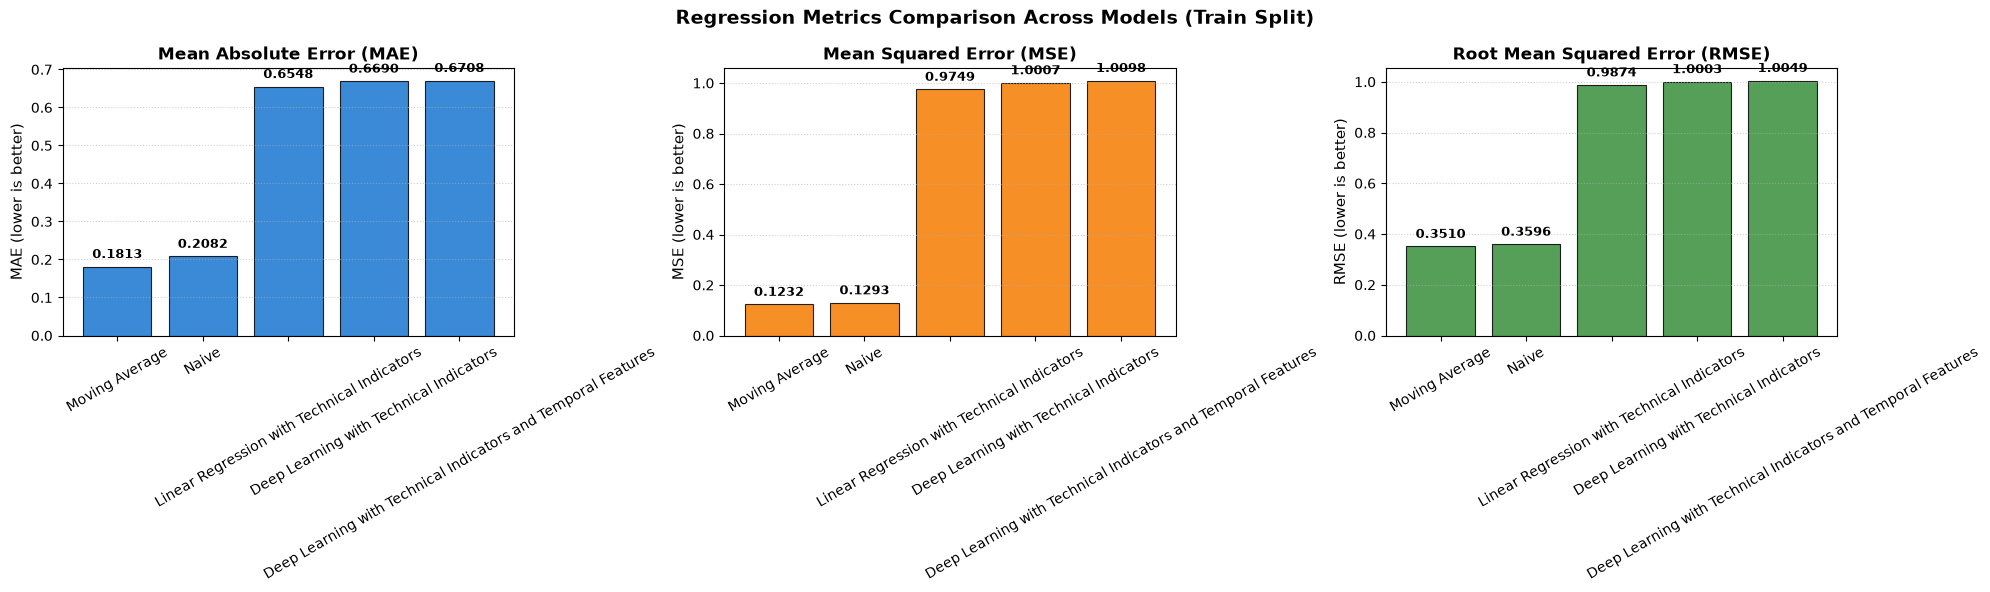 Regression Metrics Comparison Across Models (Train Split)
Mean Absolute Error (MAE)
MAE (lower is better)
0.7
0.6
0.5
0.4
0.3
0.2
0.1
0.0
0.1813
0.2082
0.6548
0.6690
0.6708
Moving Average
Naive
Linear Regression with Technical Indicators
Deep Learning with Technical Indicators
Deep Learning with Technical Indicators and Temporal Features
Mean Squared Error (MSE)
MSE (lower is better)
1.0
0.8
0.6
0.4
0.2
0.0
0.1232
0.1293
0.9749
1.0007
1.0098
Moving Average
Naive
Linear Regression with Technical Indicators
Deep Learning with Technical Indicators
Deep Learning with Technical Indicators and Temporal Features
Root Mean Squared Error (RMSE)
RMSE (lower is better)
1.0
0.8
0.6
0.4
0.2
0.0
0.3510
0.3596
0.9874
1.0003
1.0049
Moving Average
Naive
Linear Regression with Technical Indicators
Deep Learning with Technical Indicators
Deep Learning with Technical Indicators and Temporal Features